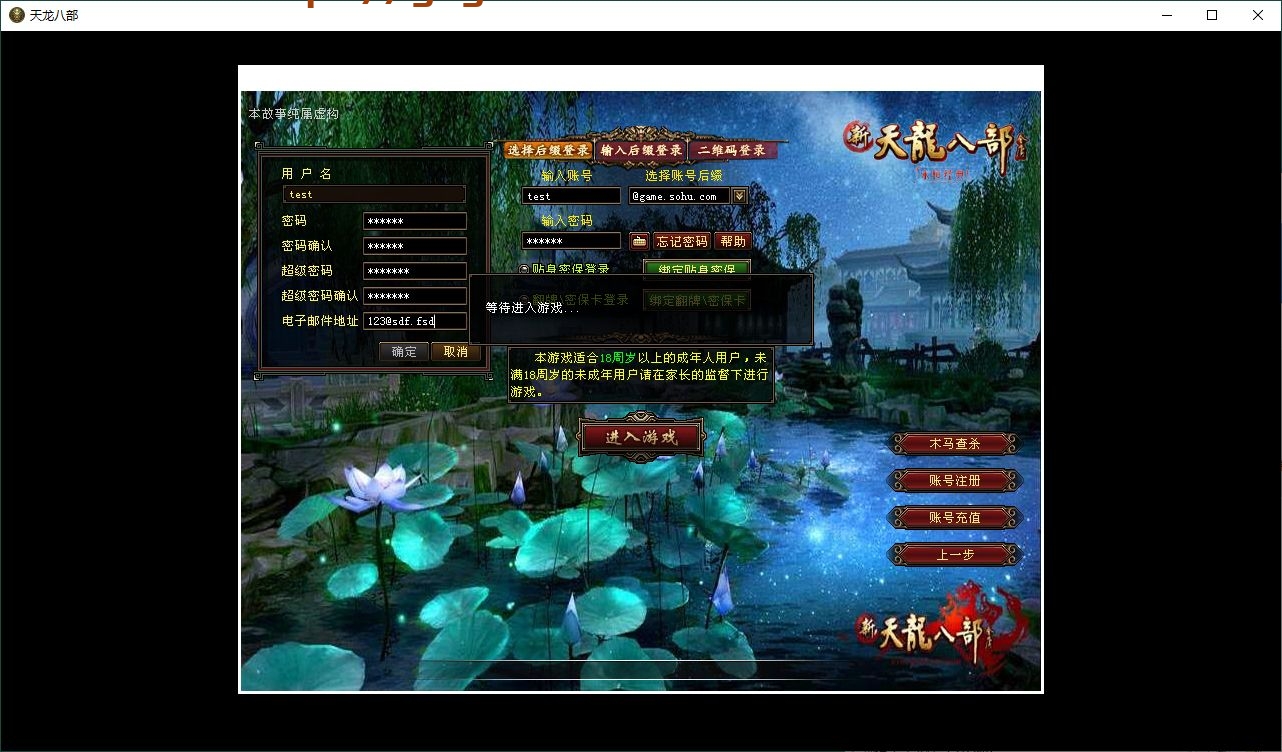 天龙八部
本故事纯属虚构
新天龍八部
选择后缀登录 输入后缀登录 二维码登录
用户名
test
密码 ******
密码确认 ******
超级密码 *******
超级密码确认 *******
电子邮件地址 123@sdf.fsd
确定 取消
输入账号 选择账号后缀
test @game.sohu.com
输入密码
****** 忘记密码 帮助
贴身密保登录 绑定贴身密保
翻牌\密保卡登录 绑定翻牌\密保卡
等待进入游戏...
本游戏适合18周岁以上的成年人用户，未
满18周岁的未成年用户请在家长的监督下进行
游戏。
进入游戏
木马查杀
账号注册
账号充值
上一步
新天龍八部